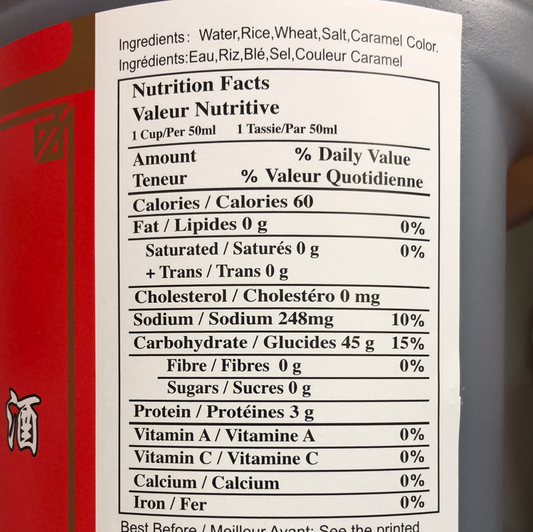 Ingredients: Water,Rice,Wheat,Salt,Caramel Color.
Ingrédients:Eau,Riz,Blé,Sel,Couleur Caramel
Nutrition Facts
Valeur Nutritive
1 Cup/Per 50ml 1 Tassie/Par 50ml
Amount % Daily Value
Teneur % Valeur Quotidienne
Calories / Calories 60
Fat / Lipides 0 g 0%
Saturated / Saturés 0 g 0%
+ Trans / Trans 0 g
Cholesterol / Cholestéro 0 mg
Sodium / Sodium 248mg 10%
Carbohydrate / Glucides 45 g 15%
Fibre / Fibres 0 g 0%
Sugars / Sucres 0 g
Protein / Protéines 3 g
Vitamin A / Vitamine A 0%
Vitamin C / Vitamine C 0%
Calcium / Calcium 0%
Iron / Fer 0%
Best Before / Meilleur Avant: See the printed
酒